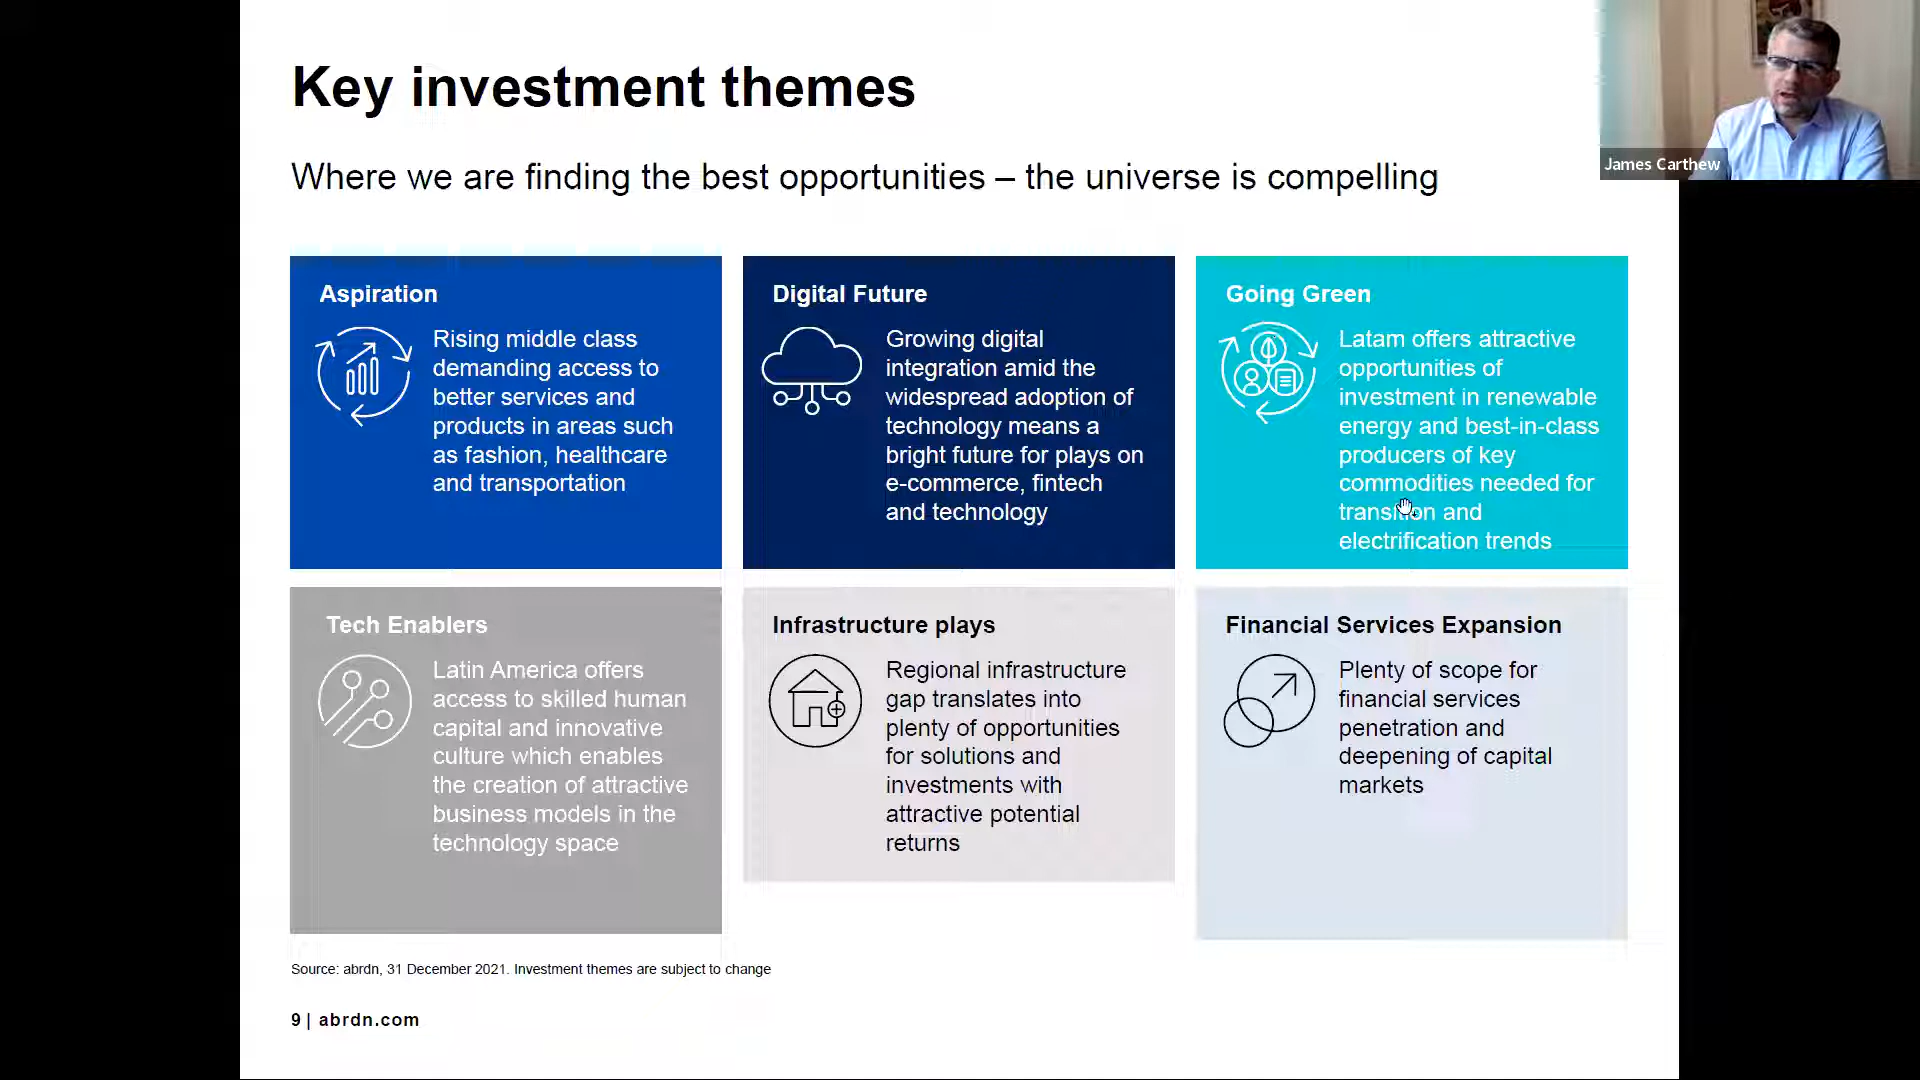 Key investment themes
James Carthew
Where we are finding the best opportunities – the universe is compelling
Aspiration
Rising middle class
demanding access to
better services and
products in areas such
as fashion, healthcare
and transportation
Digital Future
Growing digital
integration amid the
widespread adoption of
technology means a
bright future for plays on
e-commerce, fintech
and technology
Going Green
Latam offers attractive
opportunities of
investment in renewable
energy and best-in-class
producers of key
commodities needed for
transition and
electrification trends
Tech Enablers
Latin America offers
access to skilled human
capital and innovative
culture which enables
the creation of attractive
business models in the
technology space
Infrastructure plays
Regional infrastructure
gap translates into
plenty of opportunities
for solutions and
investments with
attractive potential
returns
Financial Services Expansion
Plenty of scope for
financial services
penetration and
deepening of capital
markets
Source: abrdn, 31 December 2021. Investment themes are subject to change
9 | abrdn.com